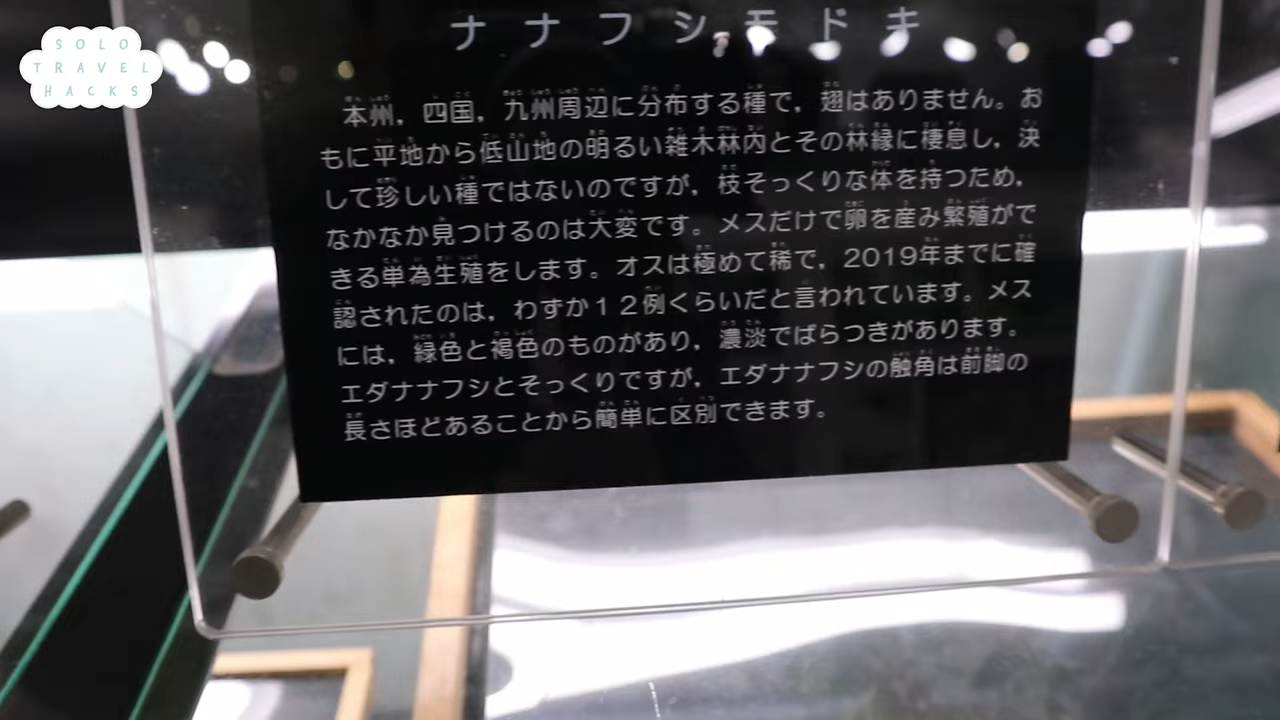 SOLO
TRAVEL
HACKS
ナナフシモドキ
本州，四国，九州周辺に分布する種で，翅はありません。お
もに平地から低山地の明るい雑木林内とその林縁に棲息し，決
して珍しい種ではないのですが，枝そっくりな体を持つため，
なかなか見つけるのは大変です。メスだけで卵を産み繁殖がで
きる単為生殖をします。オスは極めて稀で，2019年までに確
認されたのは，わずか１２例くらいだと言われています。メス
には，緑色と褐色のものがあり，濃淡でばらつきがあります。
エダナナフシとそっくりですが，エダナナフシの触角は前脚の
長さほどあることから簡単に区別できます。